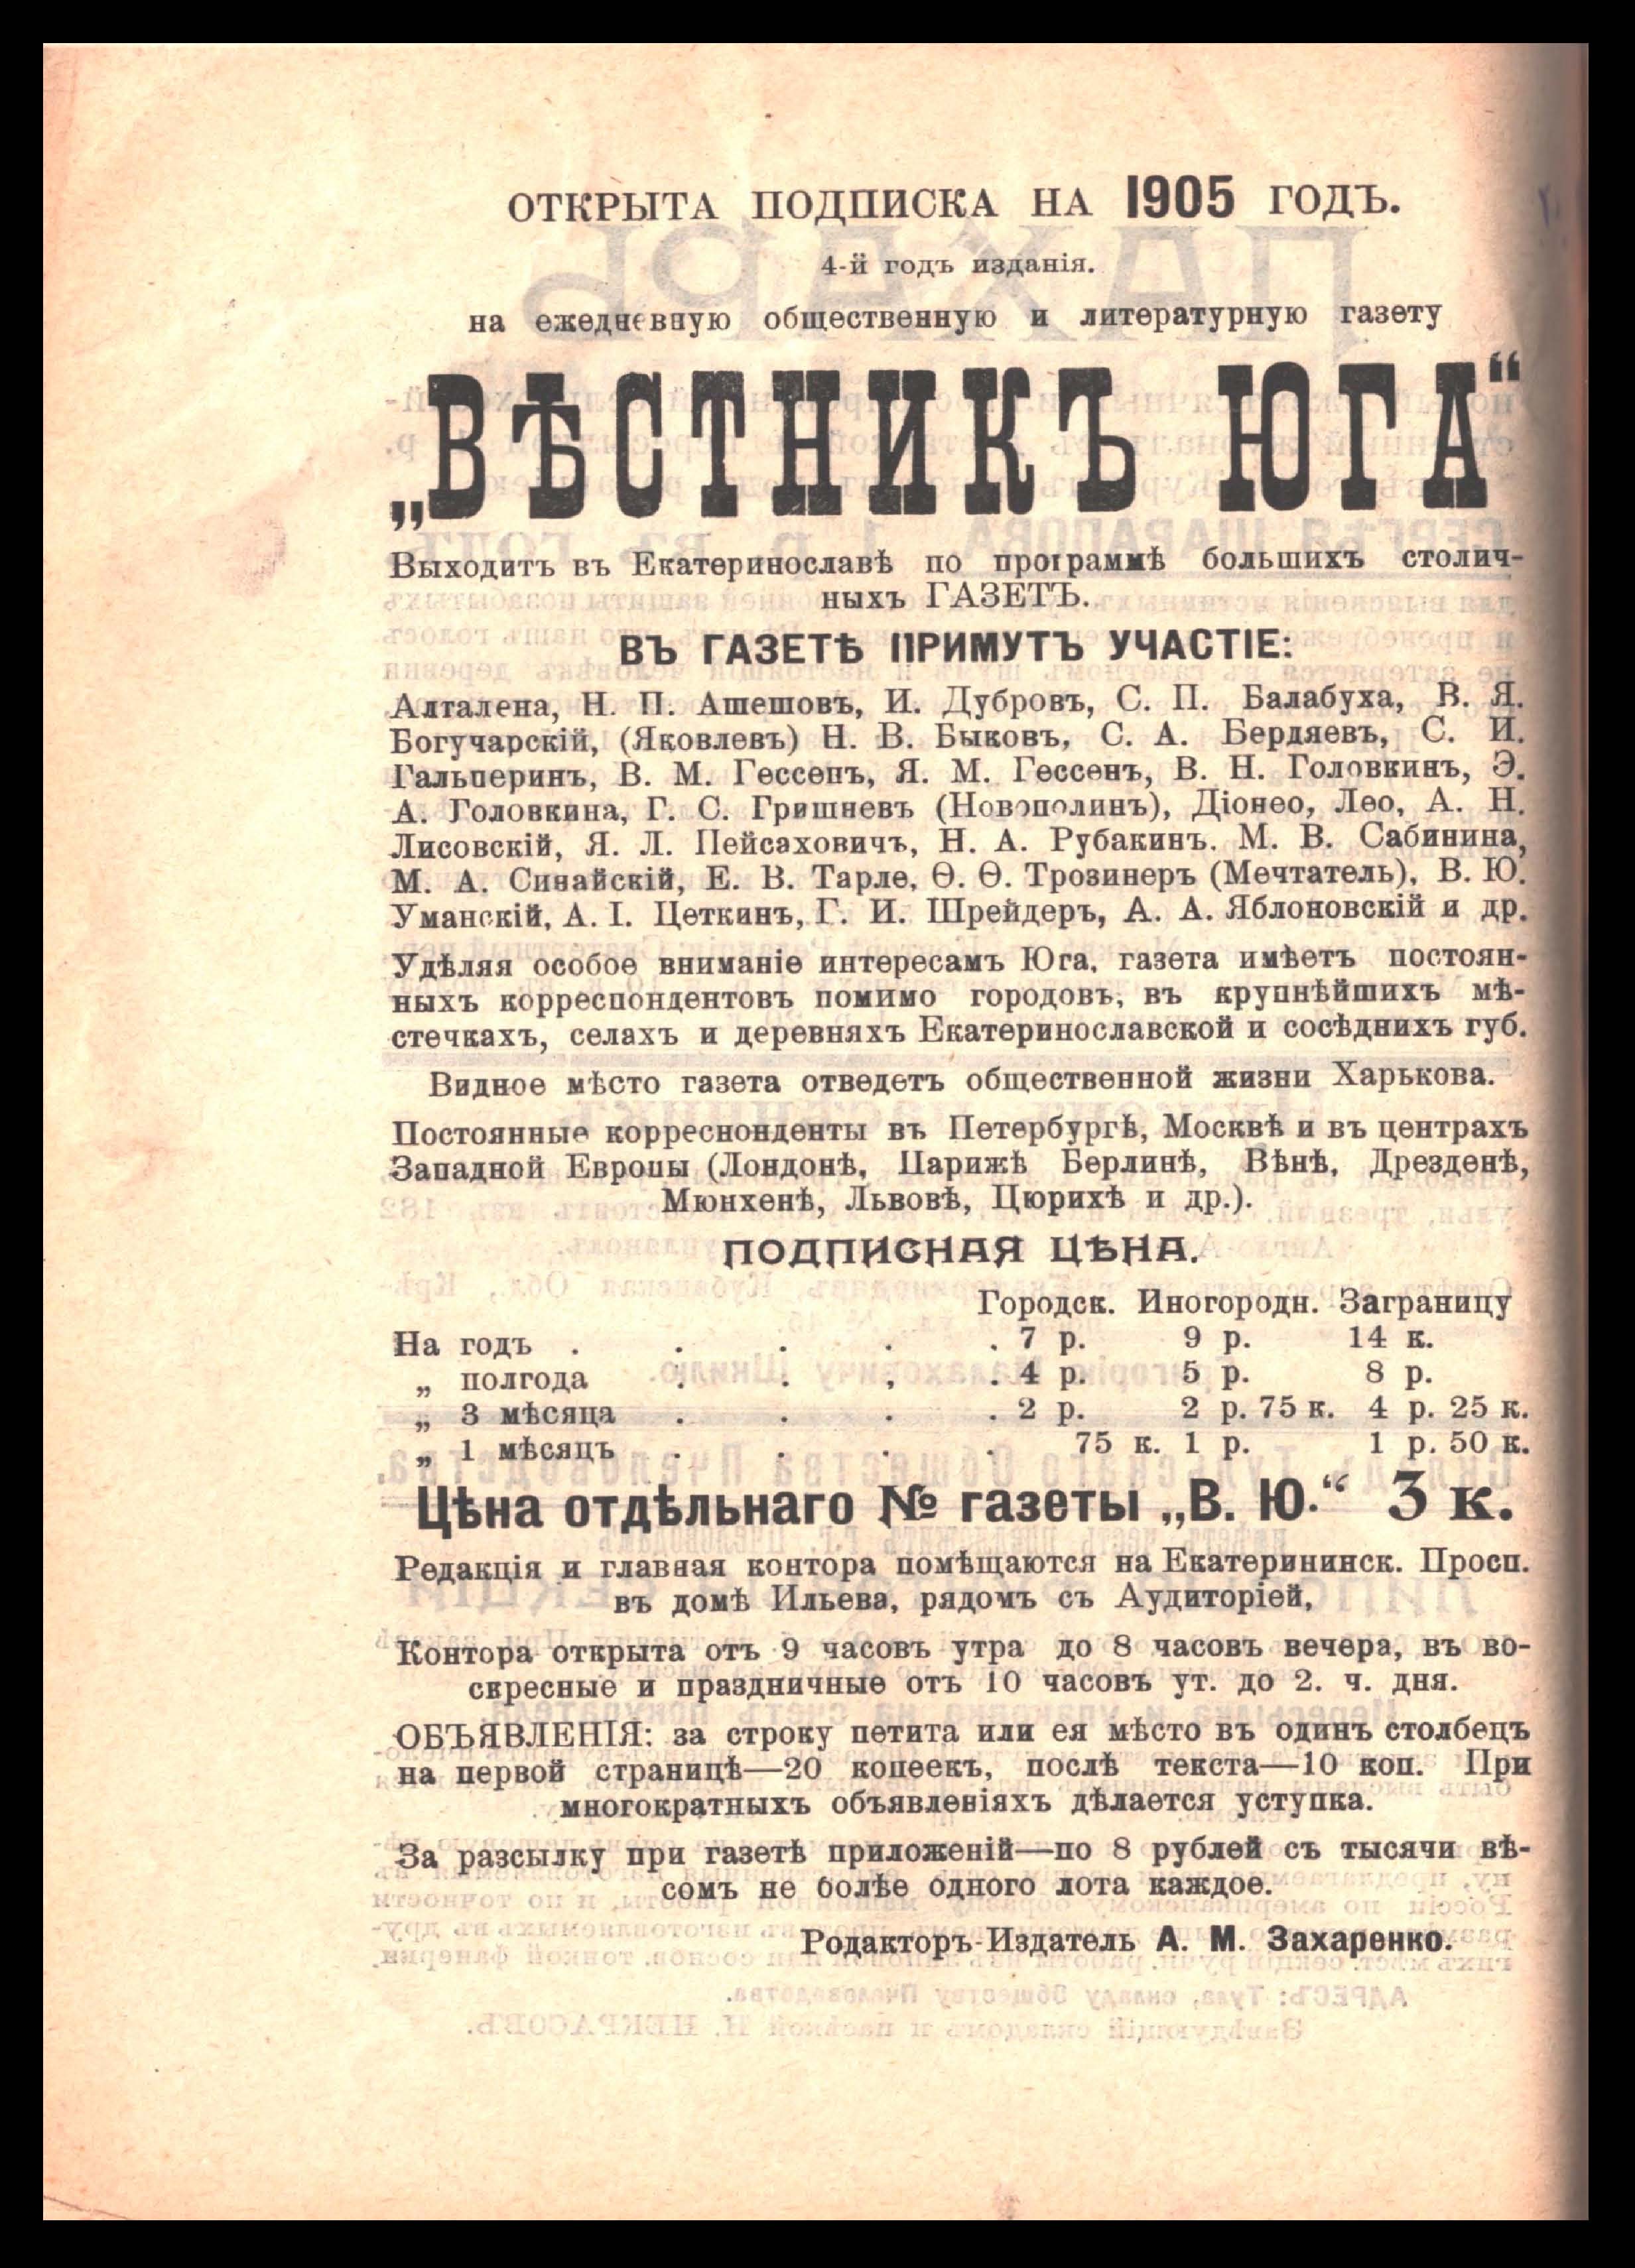 ОТКРЫТА ПОДПИСКА НА 1905 ГОДЪ.
4-й годъ изданія.
на ежедневную общественную и литературную газету
„ВѢСТНИКЪ ЮГА“
Выходитъ въ Екатеринославѣ по программѣ большихъ столич-
ныхъ ГАЗЕТЪ.
ВЪ ГАЗЕТѢ ПРИМУТЪ УЧАСТІЕ:
Алталена, Н. П. Ашешовъ, И. Дубровъ, С. П. Балабуха, В. Я.
Богучарскій, (Яковлевъ) Н. В. Быковъ, С. А. Бердяевъ, С. И.
Гальперинъ, В. М. Гессенъ, Я. М. Гессенъ, В. Н. Головкинъ, Э.
А. Головкина, Г. С. Гришневъ (Новополинъ), Діонео, Лео, А. Н.
Лисовскій, Я. Л. Пейсаховичъ, Н. А. Рубакинъ. М. В. Сабинина,
М. А. Синайскій, Е. В. Тарле, Ѳ. Ѳ. Трозинеръ (Мечтатель), В. Ю.
Уманскій, А. І. Цеткинъ, Г. И. Шрейдеръ, А. А. Яблоновскій и др.
Удѣляя особое вниманіе интересамъ Юга, газета имѣетъ постоян-
ныхъ корреспондентовъ помимо городовъ, въ крупнѣйшихъ мѣ-
стечкахъ, селахъ и деревняхъ Екатеринославской и сосѣднихъ губ.
Видное мѣсто газета отведетъ общественной жизни Харькова.
Постоянные корреснонденты въ Петербургѣ, Москвѣ и въ центрахъ
Западной Европы (Лондонѣ, Парижѣ Берлинѣ, Вѣнѣ, Дрезденѣ,
Мюнхенѣ, Львовѣ, Цюрихѣ и др.).
ПОДПИСНАЯ ЦѢНА.
Городск. Иногородн. Заграницу
На годъ . . . . . 7 р. 9 р. 14 к.
„ полгода . . , . 4 р. 5 р. 8 р.
„ 3 мѣсяца . . . . 2 р. 2 р. 75 к. 4 р. 25 к.
„ 1 мѣсяцъ . . . . 75 к. 1 р. 1 р. 50 к.
Цѣна отдѣльнаго № газеты „В. Ю.“ 3 к.
Редакція и главная контора помѣщаются на Екатерининск. Просп.
въ домѣ Ильева, рядомъ съ Аудиторіей,
Контора открыта отъ 9 часовъ утра до 8 часовъ вечера, въ во-
скресные и праздничные отъ 10 часовъ ут. до 2. ч. дня.
ОБЪЯВЛЕНІЯ: за строку петита или ея мѣсто въ одинъ столбецъ
на первой страницѣ—20 копеекъ, послѣ текста—10 коп. При
многократныхъ объявленіяхъ дѣлается уступка.
За разсылку при газетѣ приложеній—по 8 рублей съ тысячи вѣ-
сомъ не болѣе одного лота каждое.
Родакторъ-Издатель А. М. Захаренко.